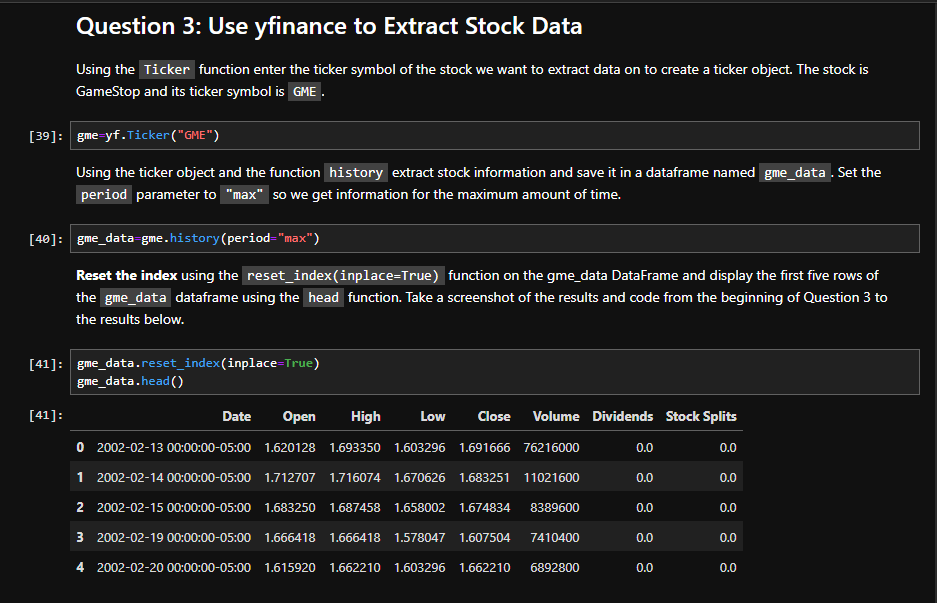 Question 3: Use yfinance to Extract Stock Data
Using the Ticker function enter the ticker symbol of the stock we want to extract data on to create a ticker object. The stock is
GameStop and its ticker symbol is GME .
[39]: gme=yf.Ticker("GME")
Using the ticker object and the function history extract stock information and save it in a dataframe named gme_data . Set the
period parameter to "max" so we get information for the maximum amount of time.
[40]: gme_data=gme.history(period="max")
Reset the index using the reset_index(inplace=True) function on the gme_data DataFrame and display the first five rows of
the gme_data dataframe using the head function. Take a screenshot of the results and code from the beginning of Question 3 to
the results below.
[41]: gme_data.reset_index(inplace=True)
gme_data.head()
[41]: Date Open High Low Close Volume Dividends Stock Splits
0 2002-02-13 00:00:00-05:00 1.620128 1.693350 1.603296 1.691666 76216000 0.0 0.0
1 2002-02-14 00:00:00-05:00 1.712707 1.716074 1.670626 1.683251 11021600 0.0 0.0
2 2002-02-15 00:00:00-05:00 1.683250 1.687458 1.658002 1.674834 8389600 0.0 0.0
3 2002-02-19 00:00:00-05:00 1.666418 1.666418 1.578047 1.607504 7410400 0.0 0.0
4 2002-02-20 00:00:00-05:00 1.615920 1.662210 1.603296 1.662210 6892800 0.0 0.0